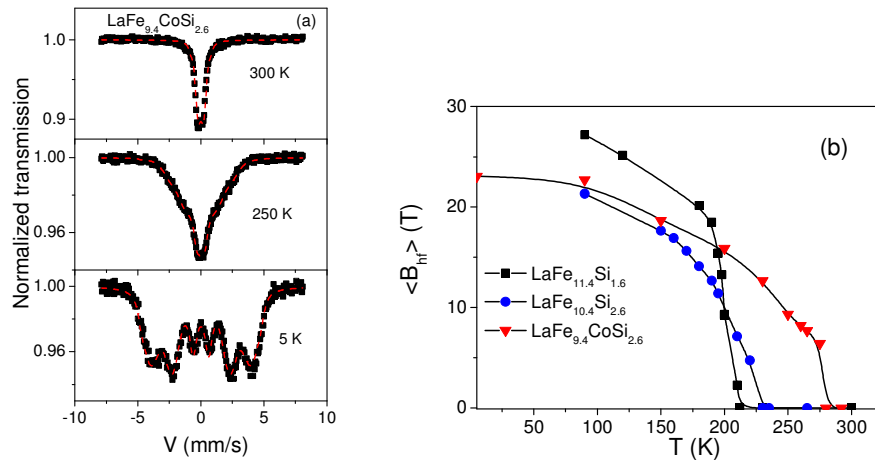 LaFe9.4CoSi2.6 (a)
1.0
300 K
0.9
1.00
250 K
0.96
1.00
5 K
0.96
-10 -5 0 5 10
V (mm/s)
Normalized transmission
30
(b)
20
10
0
LaFe11.4Si1.6
LaFe10.4Si2.6
LaFe9.4CoSi2.6
50 100 150 200 250 300
T (K)
<Bhf> (T)